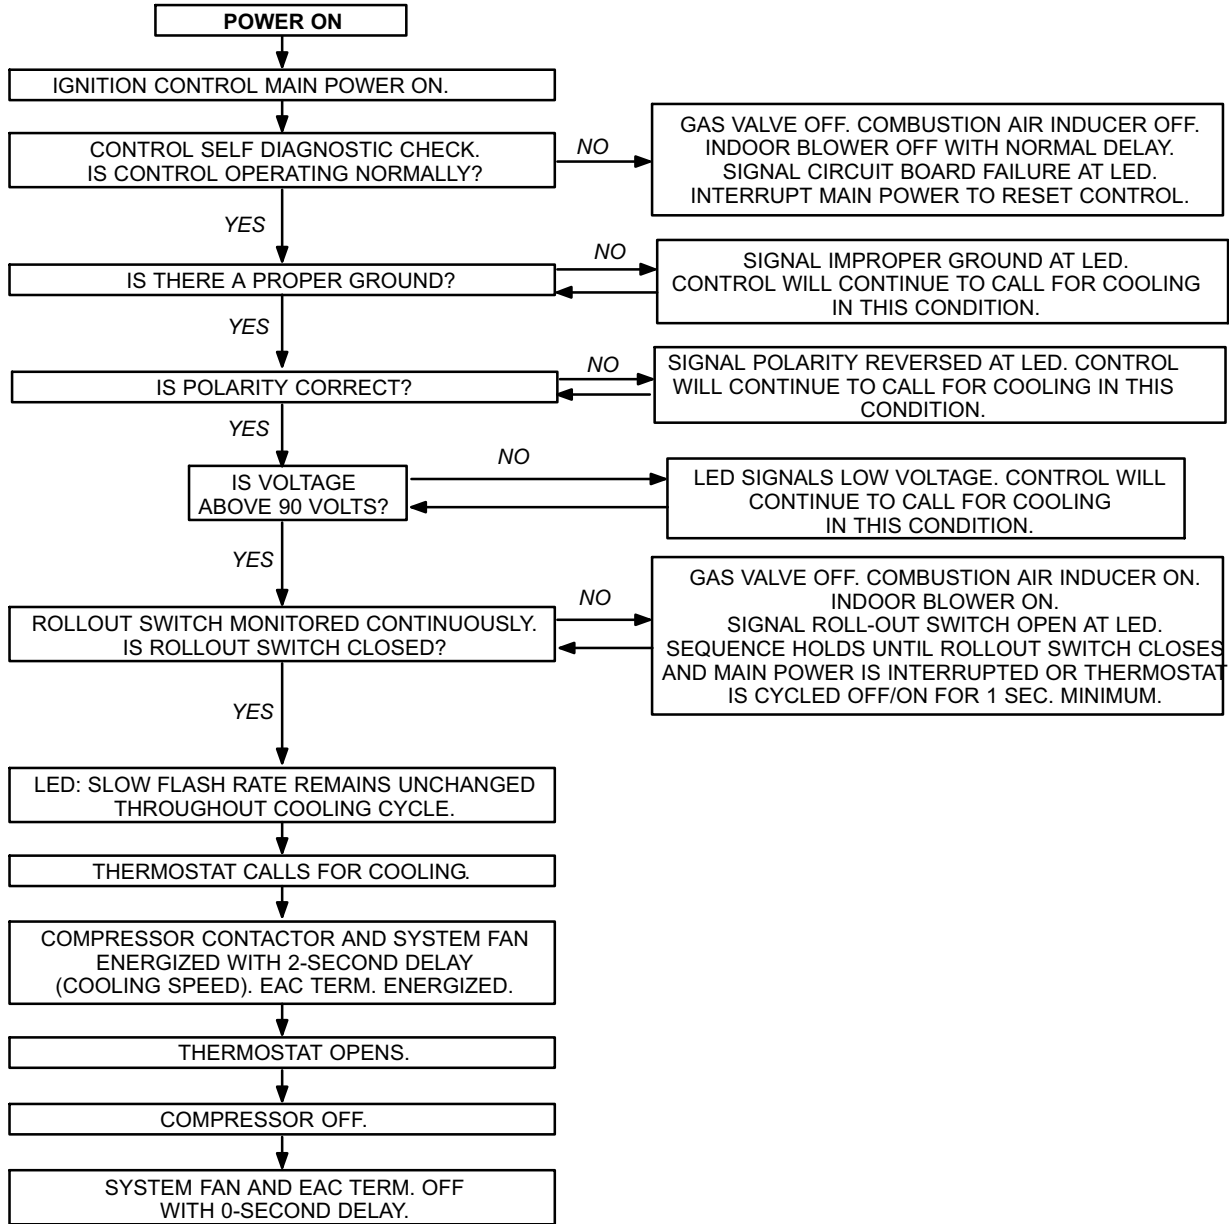 POWER ON
IGNITION CONTROL MAIN POWER ON.
CONTROL SELF DIAGNOSTIC CHECK.
IS CONTROL OPERATING NORMALLY?
NO
GAS VALVE OFF. COMBUSTION AIR INDUCER OFF.
INDOOR BLOWER OFF WITH NORMAL DELAY.
SIGNAL CIRCUIT BOARD FAILURE AT LED.
INTERRUPT MAIN POWER TO RESET CONTROL.
YES
IS THERE A PROPER GROUND?
NO
SIGNAL IMPROPER GROUND AT LED.
CONTROL WILL CONTINUE TO CALL FOR COOLING
IN THIS CONDITION.
YES
IS POLARITY CORRECT?
NO
SIGNAL POLARITY REVERSED AT LED. CONTROL
WILL CONTINUE TO CALL FOR COOLING IN THIS
CONDITION.
YES
IS VOLTAGE
ABOVE 90 VOLTS?
NO
LED SIGNALS LOW VOLTAGE. CONTROL WILL
CONTINUE TO CALL FOR COOLING
IN THIS CONDITION.
YES
ROLLOUT SWITCH MONITORED CONTINUOUSLY.
IS ROLLOUT SWITCH CLOSED?
NO
GAS VALVE OFF. COMBUSTION AIR INDUCER ON.
INDOOR BLOWER ON.
SIGNAL ROLL-OUT SWITCH OPEN AT LED.
SEQUENCE HOLDS UNTIL ROLLOUT SWITCH CLOSES
AND MAIN POWER IS INTERRUPTED OR THERMOSTAT
IS CYCLED OFF/ON FOR 1 SEC. MINIMUM.
YES
LED: SLOW FLASH RATE REMAINS UNCHANGED
THROUGHOUT COOLING CYCLE.
THERMOSTAT CALLS FOR COOLING.
COMPRESSOR CONTACTOR AND SYSTEM FAN
ENERGIZED WITH 2-SECOND DELAY
(COOLING SPEED). EAC TERM. ENERGIZED.
THERMOSTAT OPENS.
COMPRESSOR OFF.
SYSTEM FAN AND EAC TERM. OFF
WITH 0-SECOND DELAY.